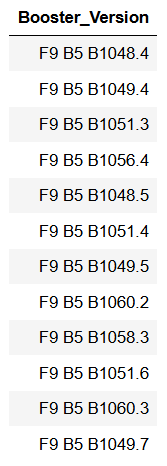 Booster_Version
F9 B5 B1048.4
F9 B5 B1049.4
F9 B5 B1051.3
F9 B5 B1056.4
F9 B5 B1048.5
F9 B5 B1051.4
F9 B5 B1049.5
F9 B5 B1060.2
F9 B5 B1058.3
F9 B5 B1051.6
F9 B5 B1060.3
F9 B5 B1049.7